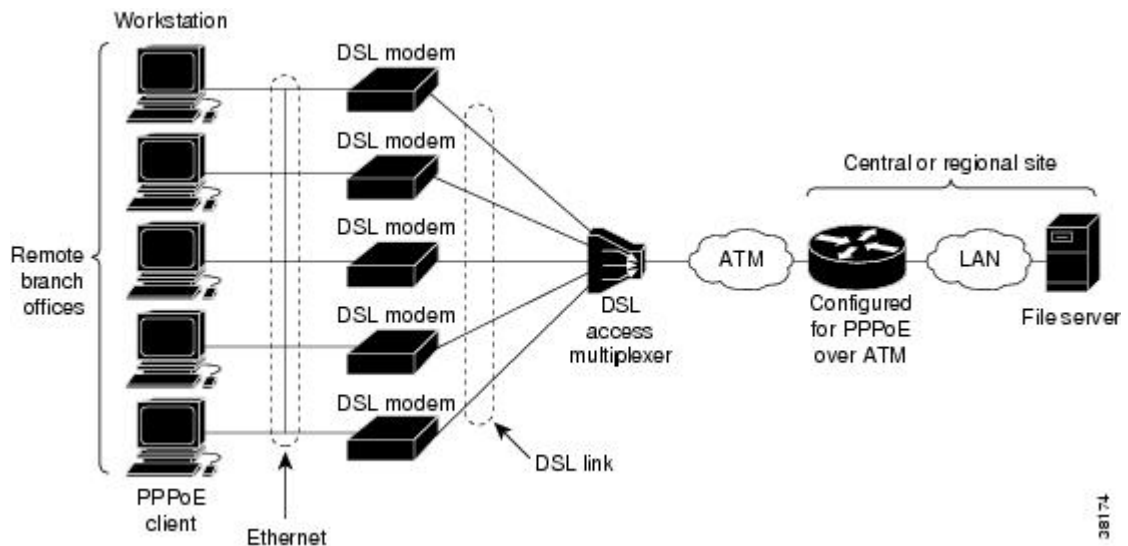 Workstation
DSL modem
DSL modem
DSL modem
DSL modem
DSL modem
Remote
branch
offices
PPPoE
client
Ethernet
DSL link
DSL
access
multiplexer
ATM
Central or regional site
Configured
for PPPoE
over ATM
LAN
File server
38174